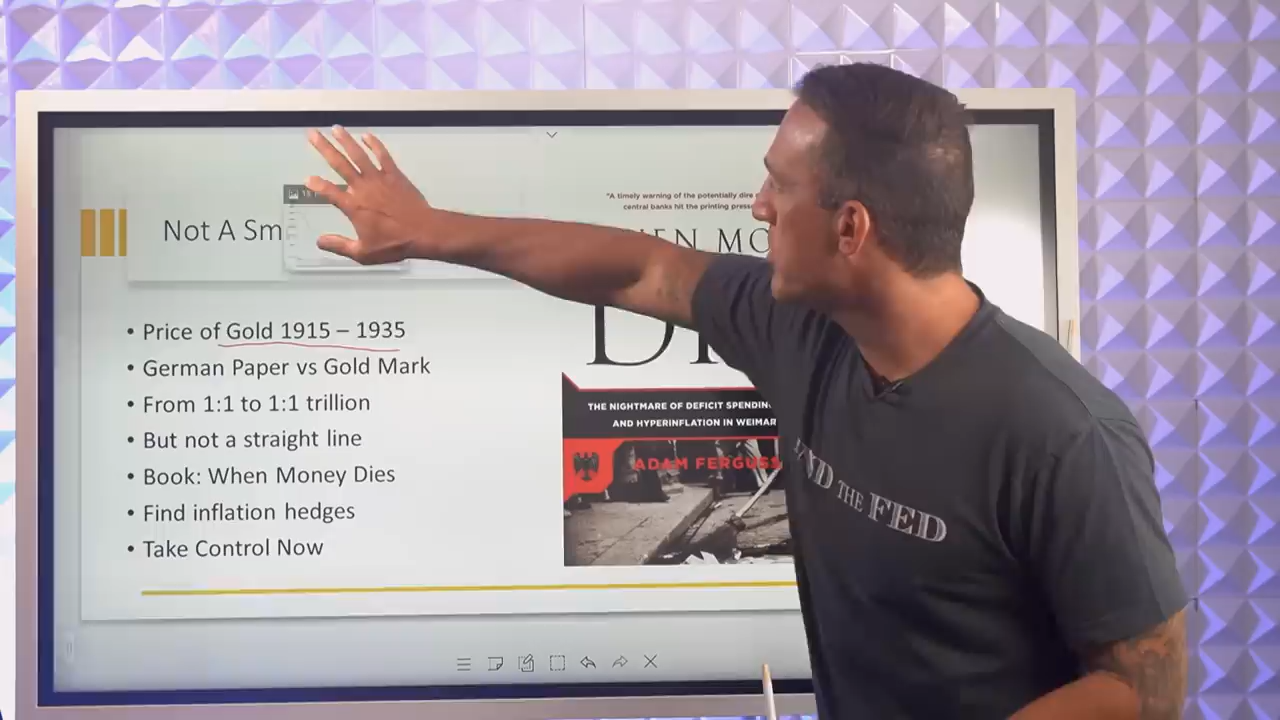 Not A Sm
• Price of Gold 1915 – 1935
• German Paper vs Gold Mark
• From 1:1 to 1:1 trillion
• But not a straight line
• Book: When Money Dies
• Find inflation hedges
• Take Control Now
"A timely warning of the potentially dire
central banks hit the printing press
EN MO
D
THE NIGHTMARE OF DEFICIT SPENDING
AND HYPERINFLATION IN WEIMAR
ADAM FERGUSS
END THE FED